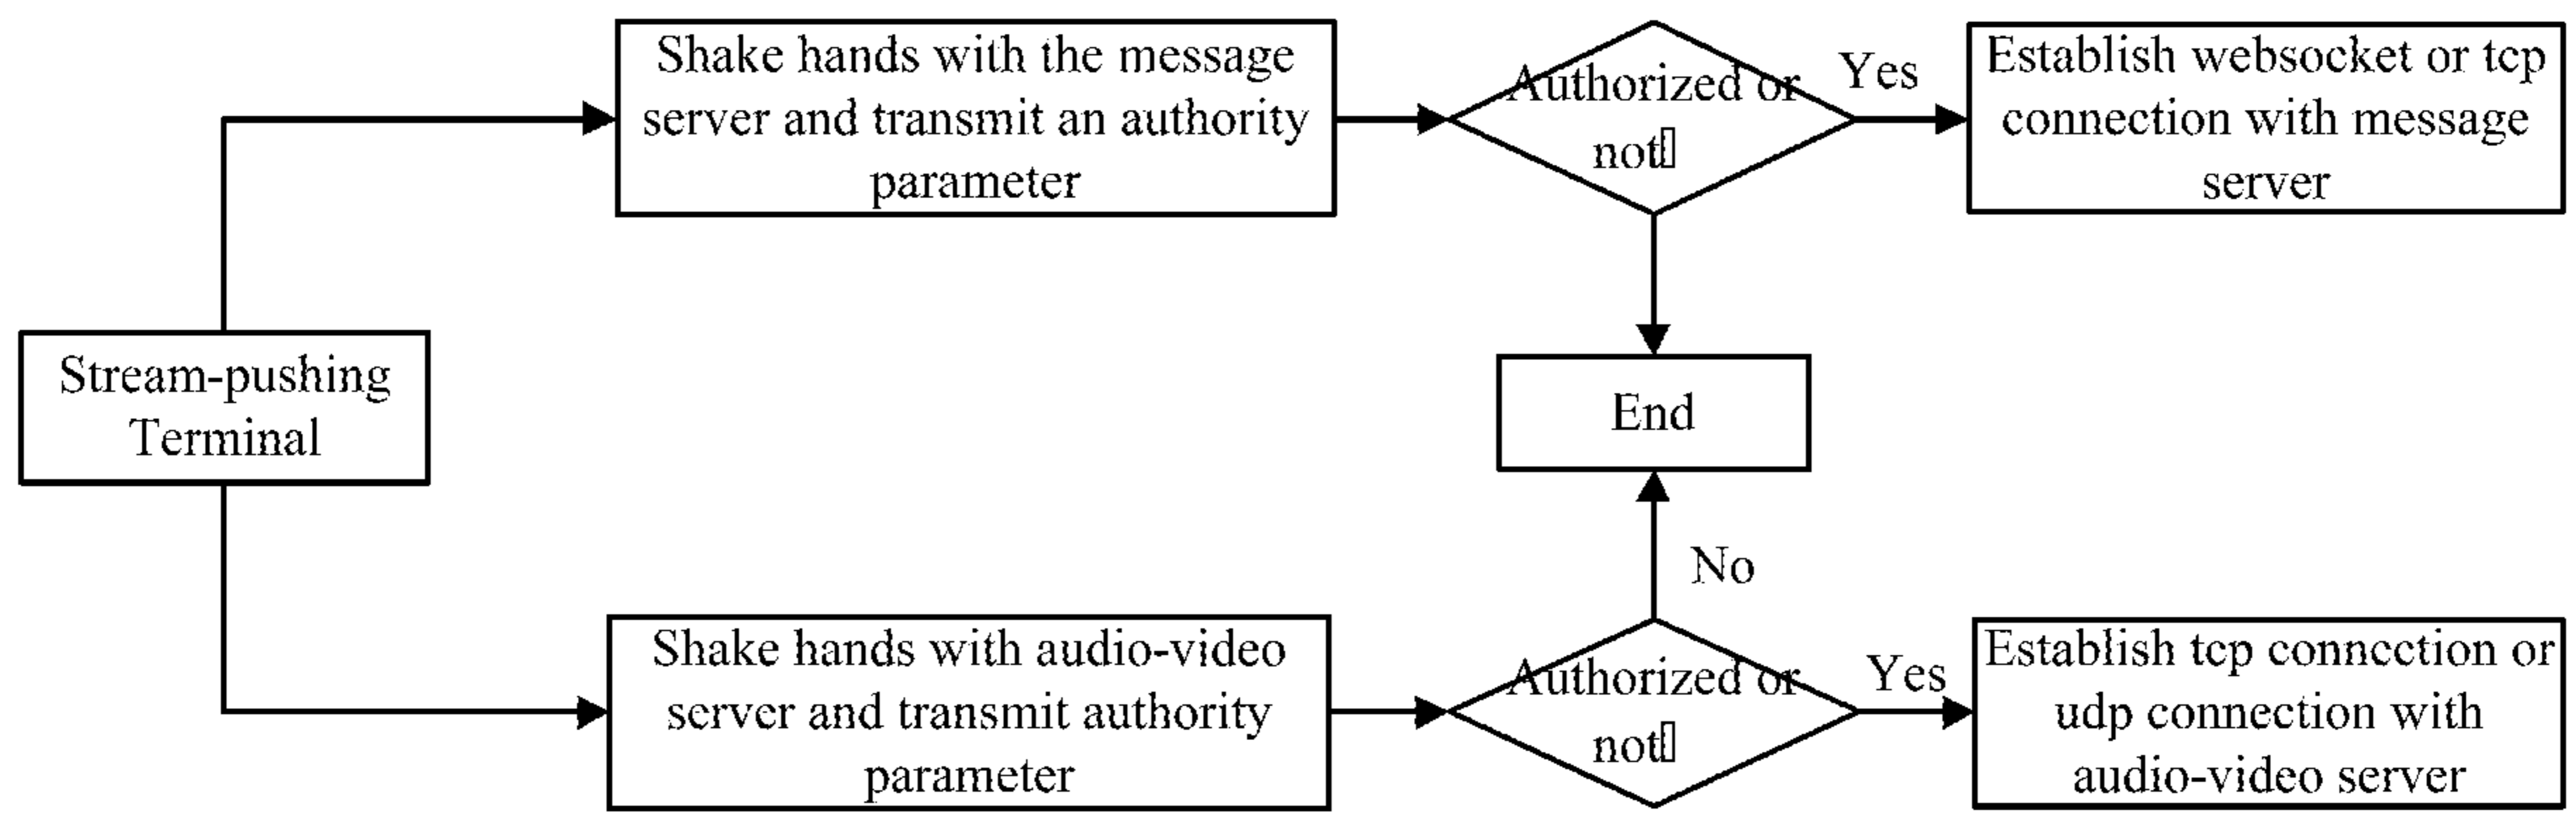 Shake hands with the message
server and transmit an authority
parameter
Authorized or
not
Yes
Establish websocket or tcp
connection with message
server
Stream-pushing
Terminal
End
No
Shake hands with audio-video
server and transmit authority
parameter
Authorized or
not
Yes
Establish tcp connection or
udp connection with
audio-video server